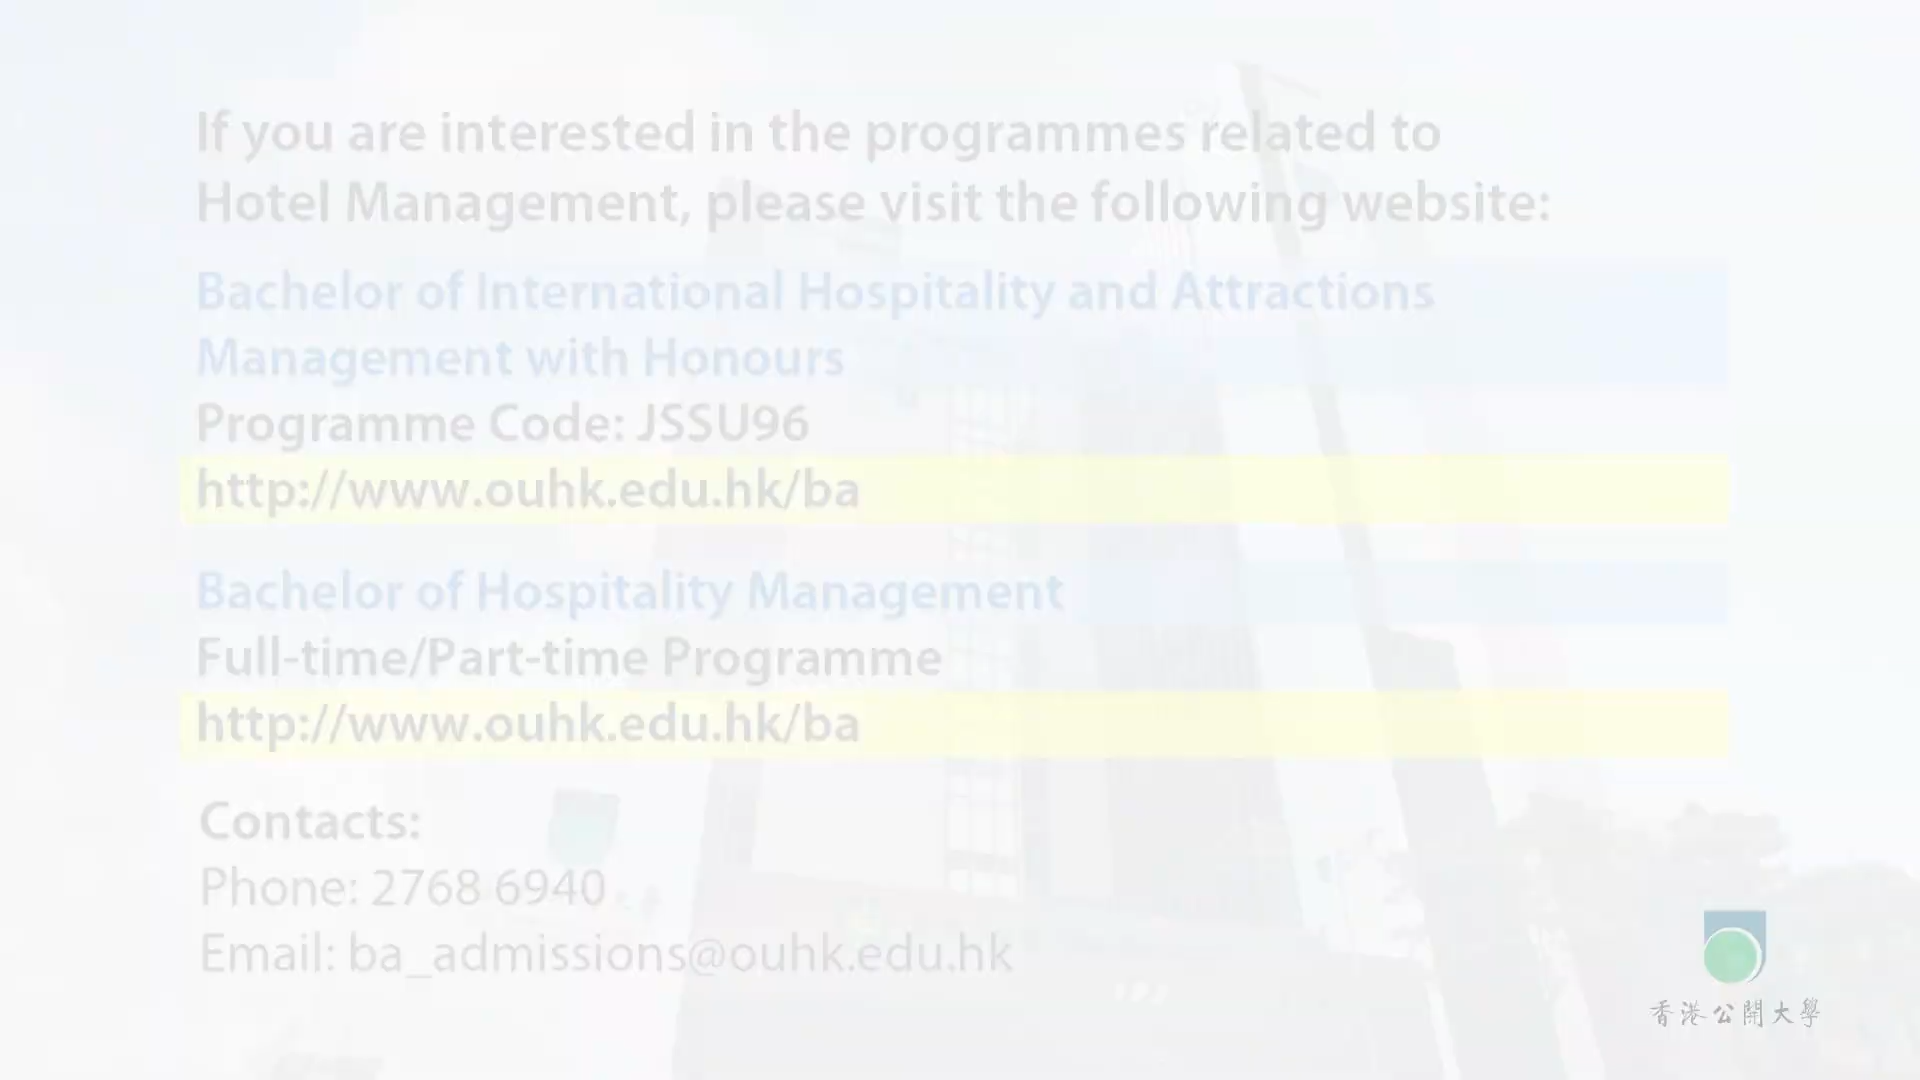 If you are interested in the programmes related to
Hotel Management, please visit the following website:
Bachelor of International Hospitality and Attractions
Management with Honours
Programme Code: JSSU96
http://www.ouhk.edu.hk/ba
Bachelor of Hospitality Management
Full-time/Part-time Programme
http://www.ouhk.edu.hk/ba
Contacts:
Phone: 2768 6940
Email: ba_admissions@ouhk.edu.hk
香港公開大學